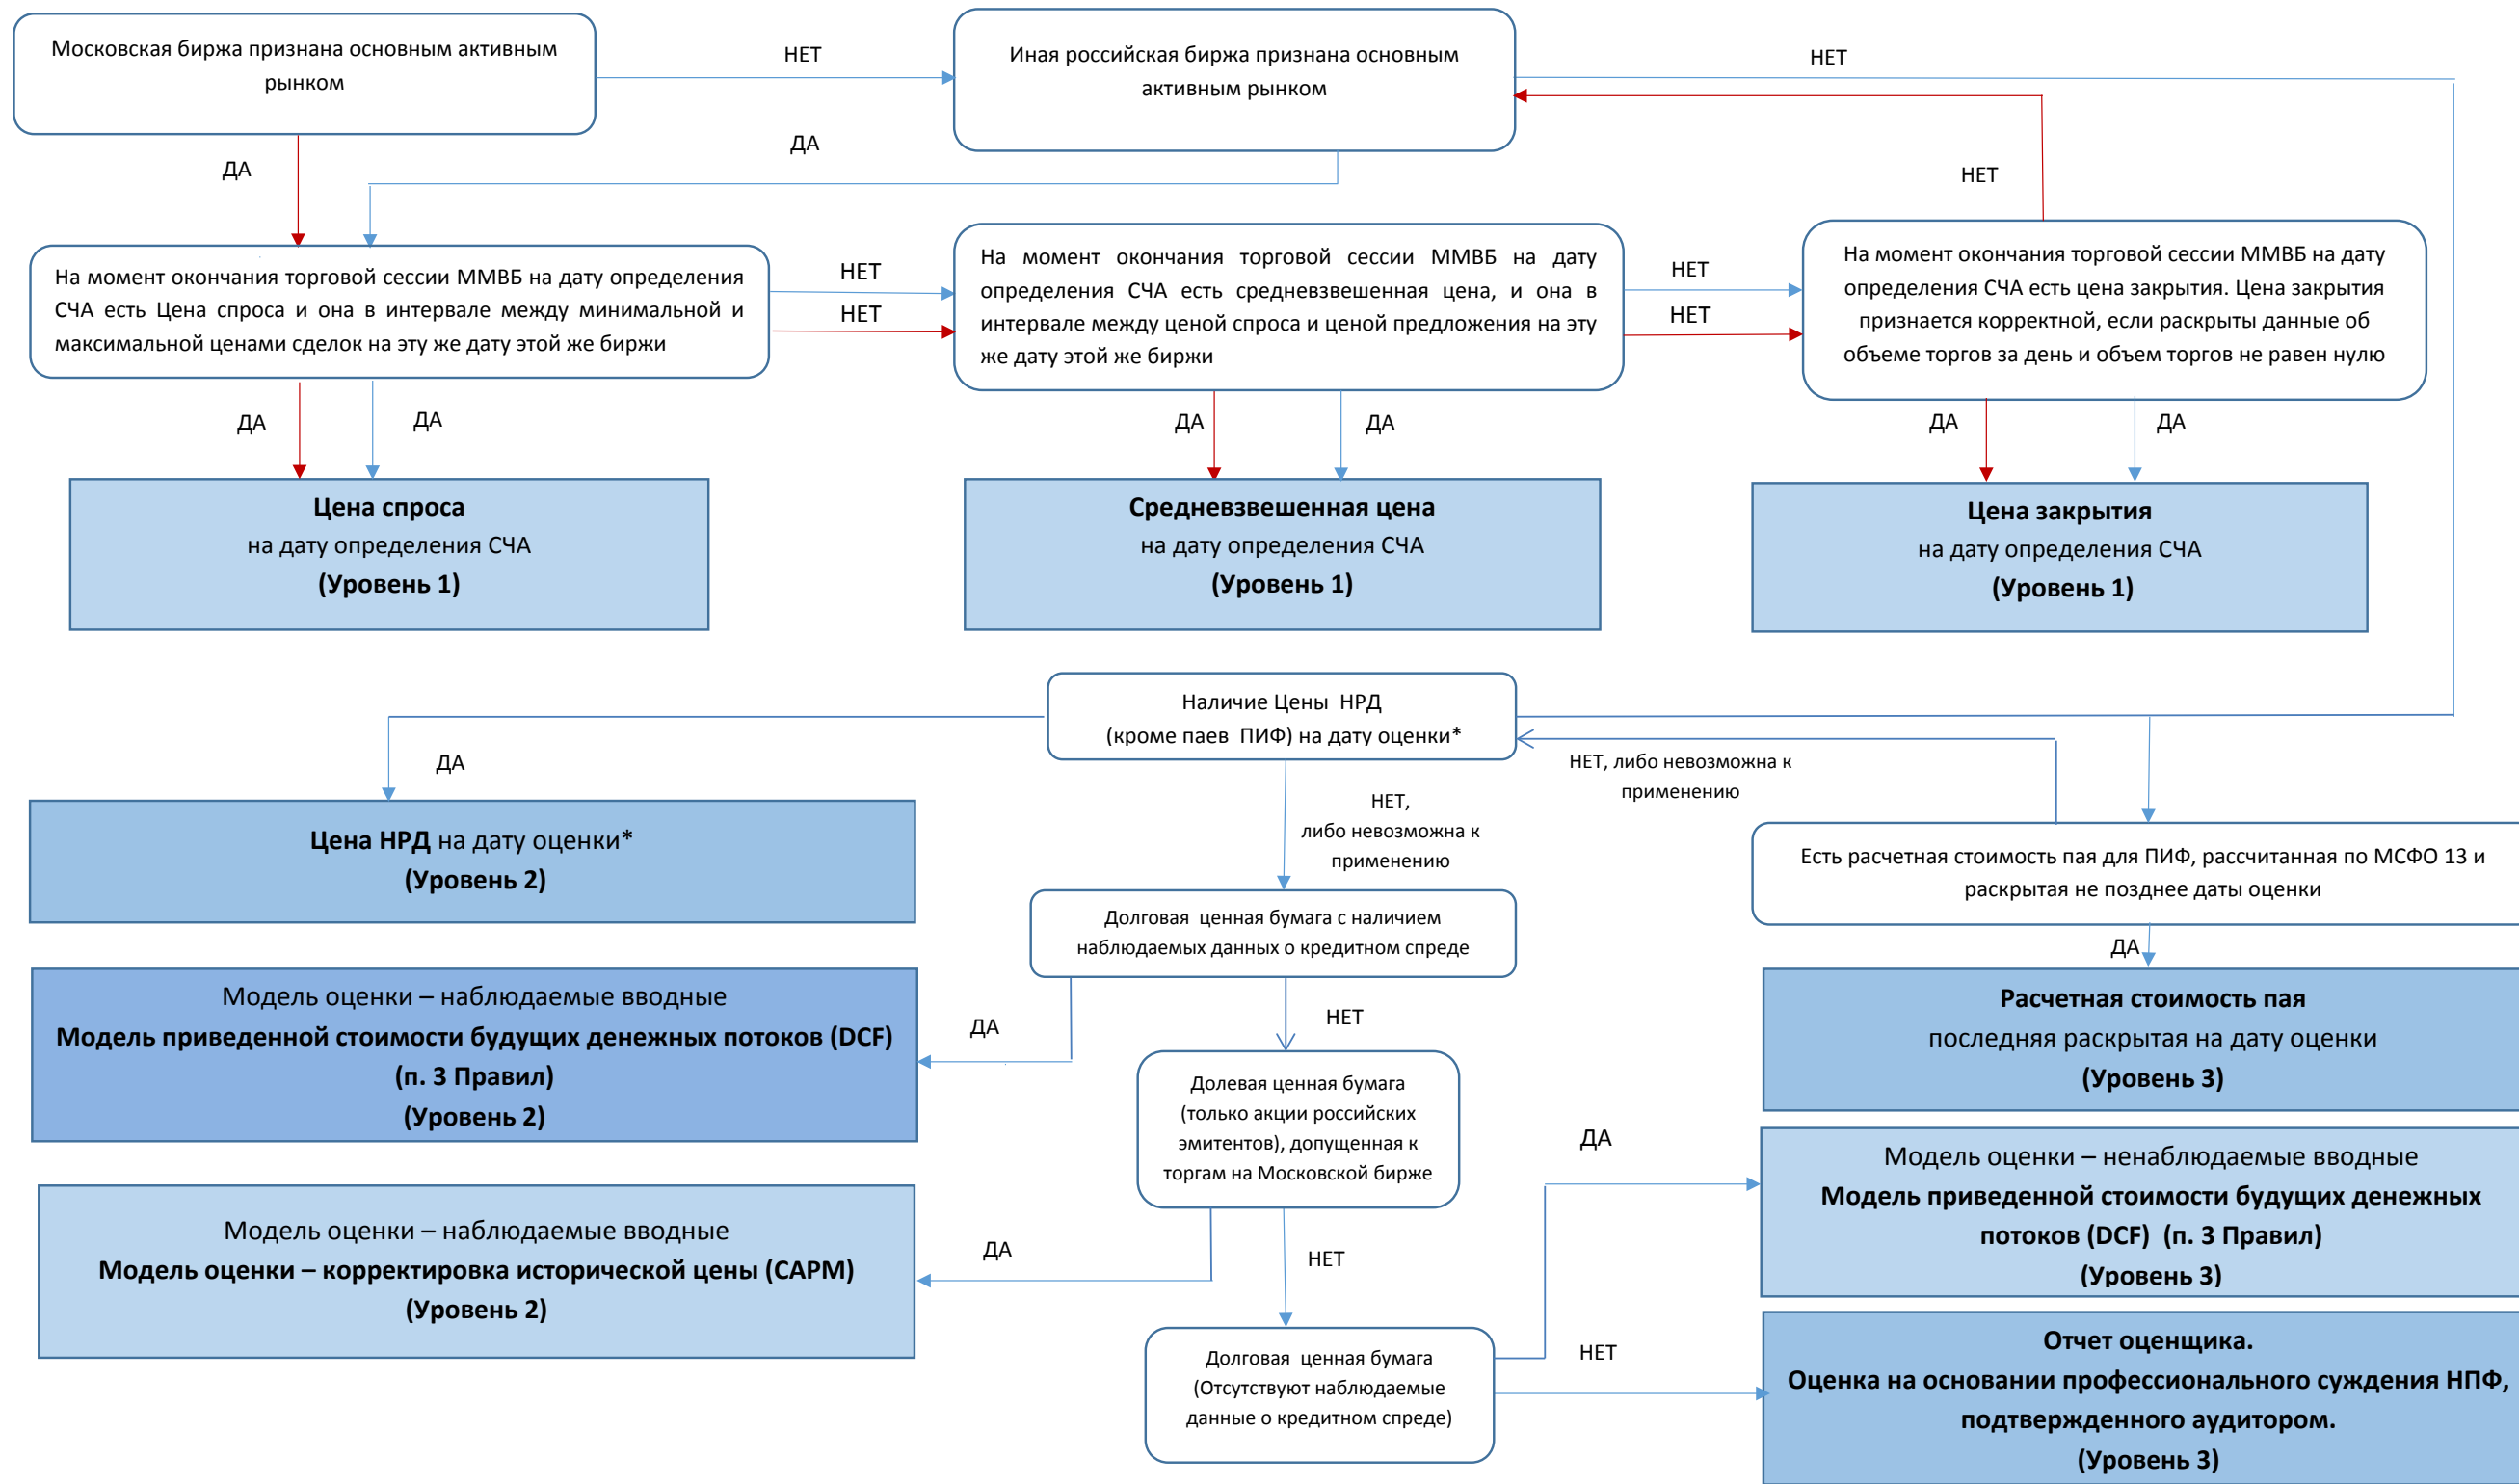 Московская биржа признана основным активным
рынком
НЕТ
Иная российская биржа признана основным
активным рынком
НЕТ
ДА
ДА
НЕТ
На момент окончания торговой сессии ММВБ на дату определения
СЧА есть Цена спроса и она в интервале между минимальной и
максимальной ценами сделок на эту же дату этой же биржи
НЕТ
НЕТ
На момент окончания торговой сессии ММВБ на дату
определения СЧА есть средневзвешенная цена, и она в
интервале между ценой спроса и ценой предложения на эту
же дату этой же биржи
НЕТ
НЕТ
На момент окончания торговой сессии ММВБ на дату
определения СЧА есть цена закрытия. Цена закрытия
признается корректной, если раскрыты данные об
объеме торгов за день и объем торгов не равен нулю
ДА
ДА
ДА
ДА
ДА
ДА
Цена спроса
на дату определения СЧА
(Уровень 1)
Средневзвешенная цена
на дату определения СЧА
(Уровень 1)
Цена закрытия
на дату определения СЧА
(Уровень 1)
Наличие Цены НРД
(кроме паев ПИФ) на дату оценки*
ДА
НЕТ, либо невозможна к
применению
НЕТ,
либо невозможна к
применению
Цена НРД на дату оценки*
(Уровень 2)
Есть расчетная стоимость пая для ПИФ, рассчитанная по МСФО 13 и
раскрытая не позднее даты оценки
Долговая ценная бумага с наличием
наблюдаемых данных о кредитном спреде
ДА
Модель оценки – наблюдаемые вводные
Модель приведенной стоимости будущих денежных потоков (DCF)
(п. 3 Правил)
(Уровень 2)
ДА
НЕТ
Расчетная стоимость пая
последняя раскрытая на дату оценки
(Уровень 3)
Долевая ценная бумага
(только акции российских
эмитентов), допущенная к
торгам на Московской бирже
ДА
Модель оценки – ненаблюдаемые вводные
Модель приведенной стоимости будущих денежных
потоков (DCF) (п. 3 Правил)
(Уровень 3)
Модель оценки – наблюдаемые вводные
Модель оценки – корректировка исторической цены (CAPM)
(Уровень 2)
ДА
НЕТ
Долговая ценная бумага
(Отсутствуют наблюдаемые
данные о кредитном спреде)
НЕТ
Отчет оценщика.
Оценка на основании профессионального суждения НПФ,
подтвержденного аудитором.
(Уровень 3)